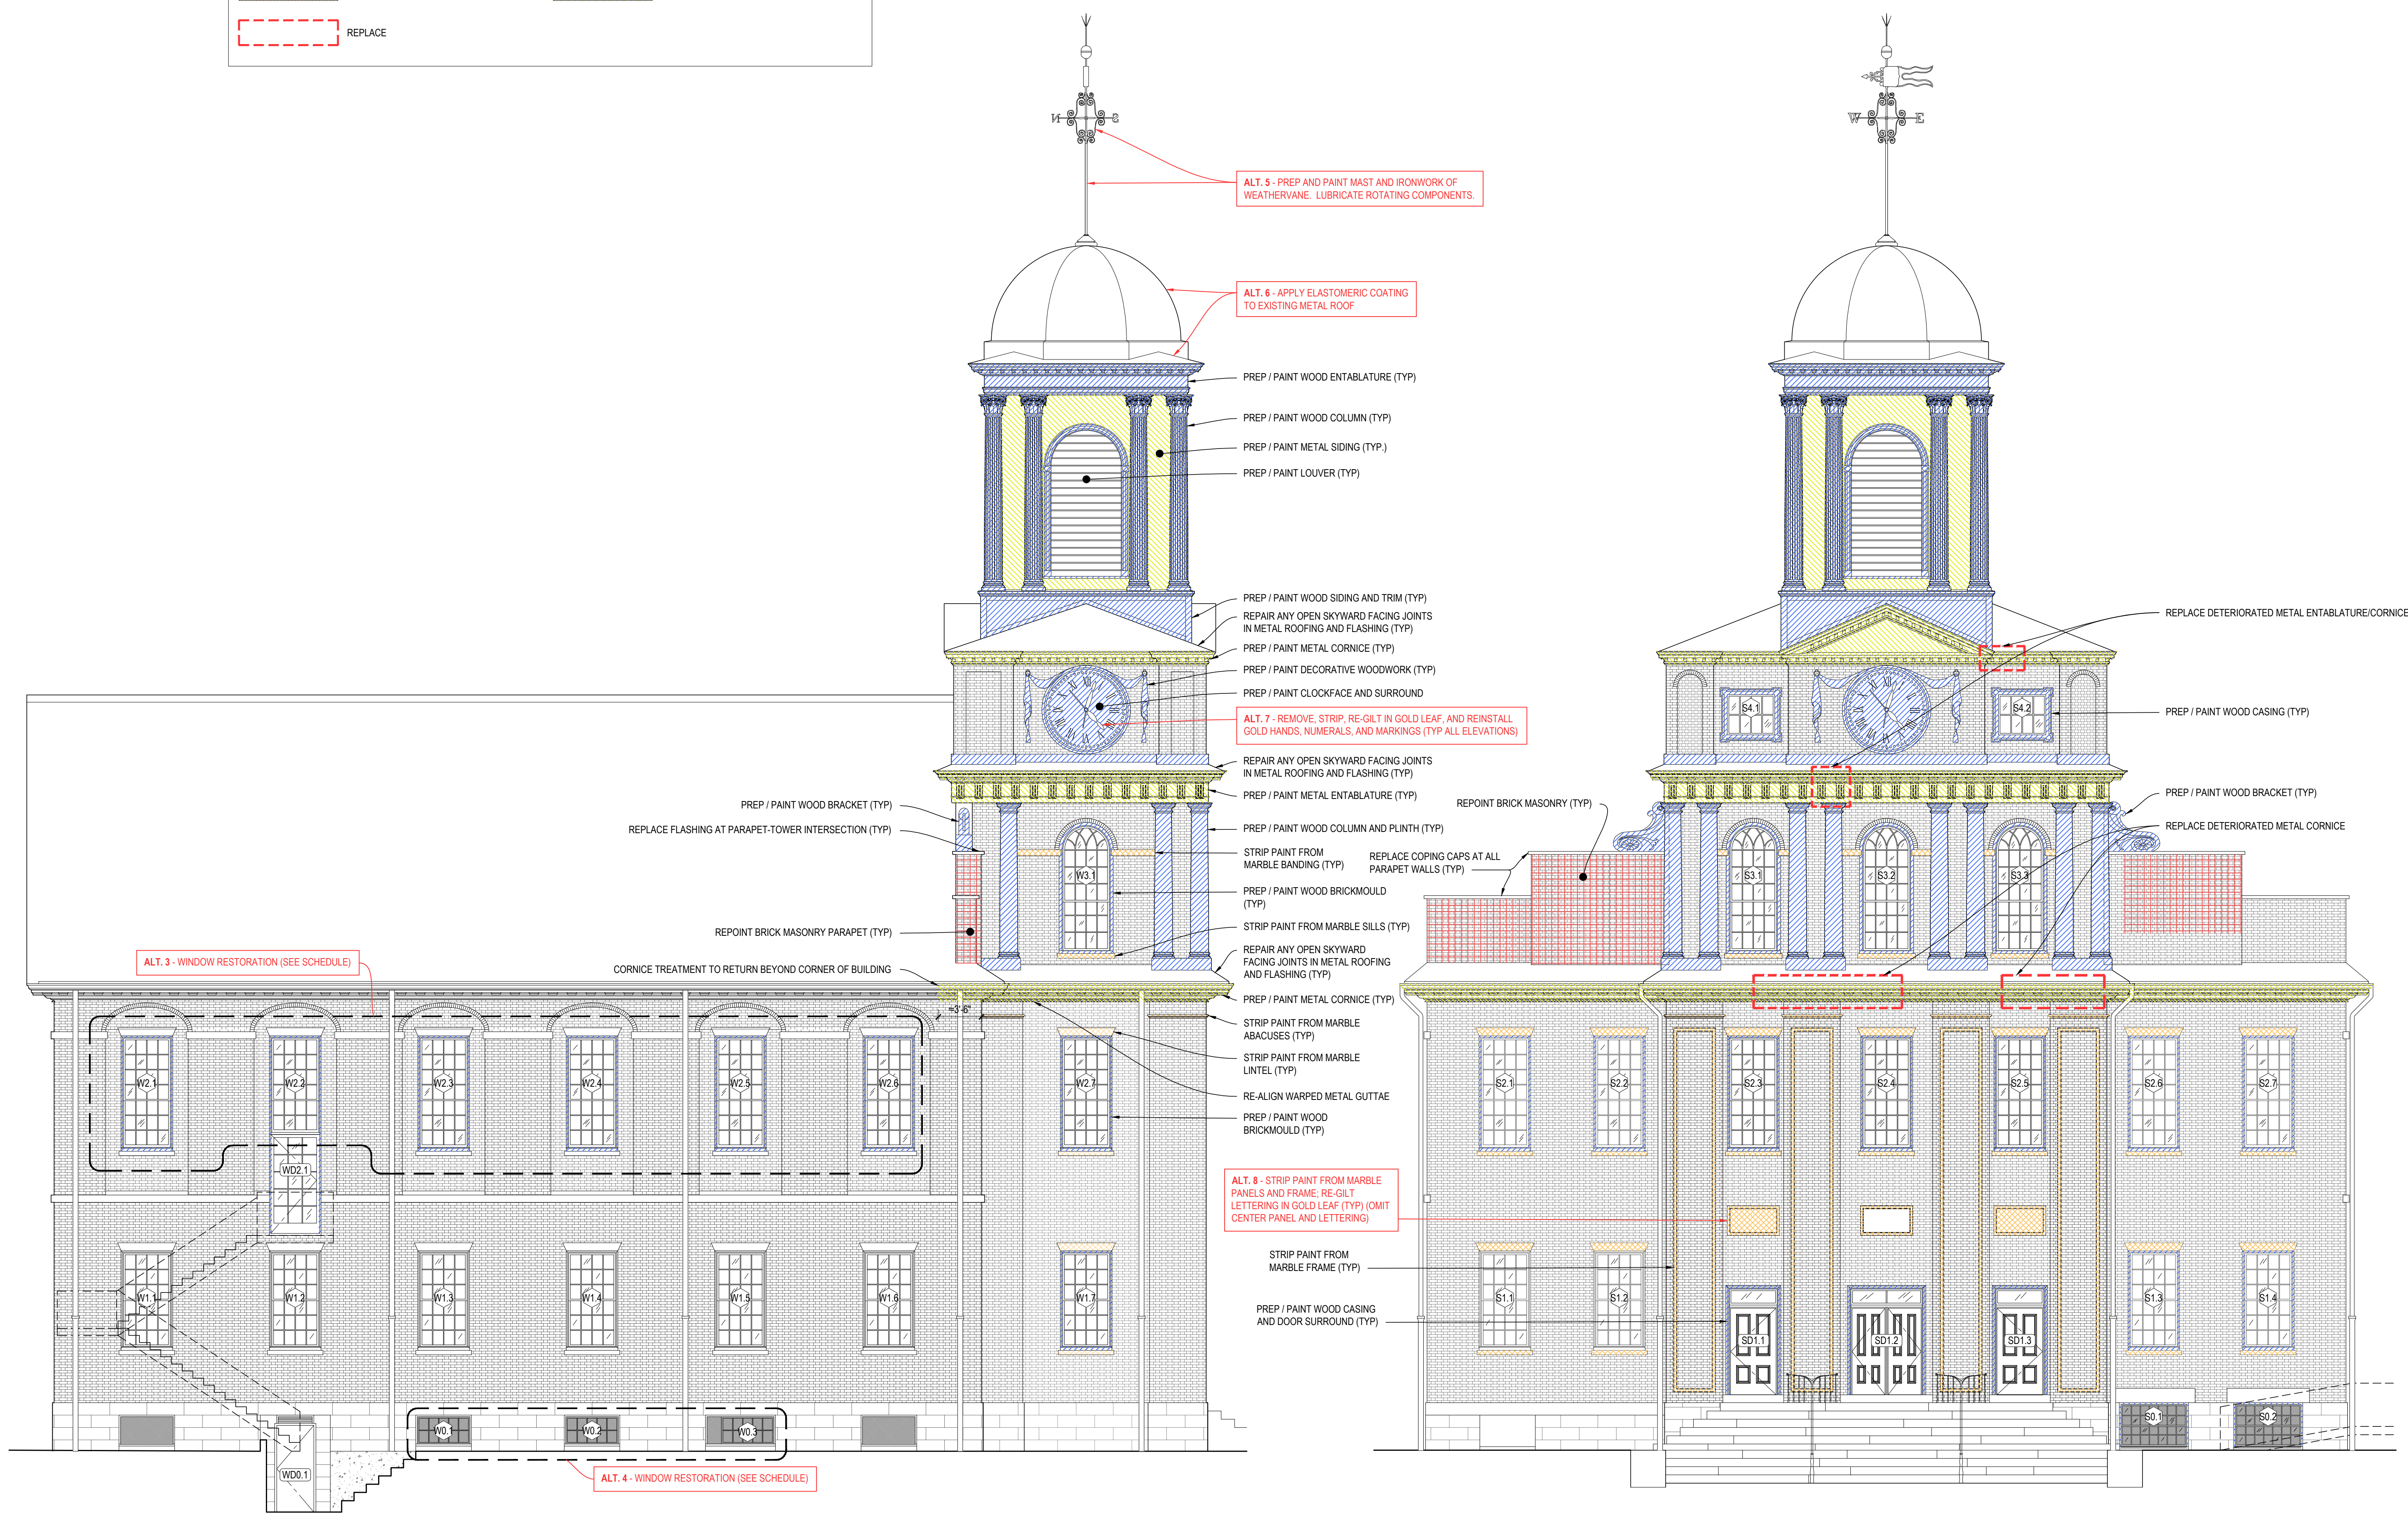 REPLACE
N
S
W
E
ALT. 5 - PREP AND PAINT MAST AND IRONWORK OF
WEATHERVANE. LUBRICATE ROTATING COMPONENTS.
ALT. 6 - APPLY ELASTOMERIC COATING
TO EXISTING METAL ROOF
PREP / PAINT WOOD ENTABLATURE (TYP)
PREP / PAINT WOOD COLUMN (TYP)
PREP / PAINT METAL SIDING (TYP.)
PREP / PAINT LOUVER (TYP)
PREP / PAINT WOOD SIDING AND TRIM (TYP)
REPAIR ANY OPEN SKYWARD FACING JOINTS
IN METAL ROOFING AND FLASHING (TYP)
PREP / PAINT METAL CORNICE (TYP)
PREP / PAINT DECORATIVE WOODWORK (TYP)
PREP / PAINT CLOCKFACE AND SURROUND
ALT. 7 - REMOVE, STRIP, RE-GILT IN GOLD LEAF, AND REINSTALL
GOLD HANDS, NUMERALS, AND MARKINGS (TYP ALL ELEVATIONS)
REPAIR ANY OPEN SKYWARD FACING JOINTS
IN METAL ROOFING AND FLASHING (TYP)
PREP / PAINT METAL ENTABLATURE (TYP)
PREP / PAINT WOOD COLUMN AND PLINTH (TYP)
STRIP PAINT FROM
MARBLE BANDING (TYP)
PREP / PAINT WOOD BRICKMOULD
(TYP)
STRIP PAINT FROM MARBLE SILLS (TYP)
REPAIR ANY OPEN SKYWARD
FACING JOINTS IN METAL ROOFING
AND FLASHING (TYP)
PREP / PAINT METAL CORNICE (TYP)
STRIP PAINT FROM MARBLE
ABACUSES (TYP)
STRIP PAINT FROM MARBLE
LINTEL (TYP)
RE-ALIGN WARPED METAL GUTTAE
PREP / PAINT WOOD
BRICKMOULD (TYP)
PREP / PAINT WOOD BRACKET (TYP)
REPLACE FLASHING AT PARAPET-TOWER INTERSECTION (TYP)
REPOINT BRICK MASONRY PARAPET (TYP)
CORNICE TREATMENT TO RETURN BEYOND CORNER OF BUILDING
≈3'-6"
ALT. 3 - WINDOW RESTORATION (SEE SCHEDULE)
W3.1
W2.1
W2.2
W2.3
W2.4
W2.5
W2.6
W2.7
WD2.1
W1.1
W1.2
W1.3
W1.4
W1.5
W1.6
W1.7
W0.1
W0.2
W0.3
WD0.1
ALT. 4 - WINDOW RESTORATION (SEE SCHEDULE)
REPLACE DETERIORATED METAL ENTABLATURE/CORNICE
PREP / PAINT WOOD CASING (TYP)
PREP / PAINT WOOD BRACKET (TYP)
REPLACE DETERIORATED METAL CORNICE
REPOINT BRICK MASONRY (TYP)
REPLACE COPING CAPS AT ALL
PARAPET WALLS (TYP)
S4.1
S4.2
S3.1
S3.2
S3.3
S2.1
S2.2
S2.3
S2.4
S2.5
S2.6
S2.7
ALT. 8 - STRIP PAINT FROM MARBLE
PANELS AND FRAME; RE-GILT
LETTERING IN GOLD LEAF (TYP) (OMIT
CENTER PANEL AND LETTERING)
STRIP PAINT FROM
MARBLE FRAME (TYP)
PREP / PAINT WOOD CASING
AND DOOR SURROUND (TYP)
S1.1
S1.2
S1.3
S1.4
SD1.1
SD1.2
SD1.3
S0.1
S0.2